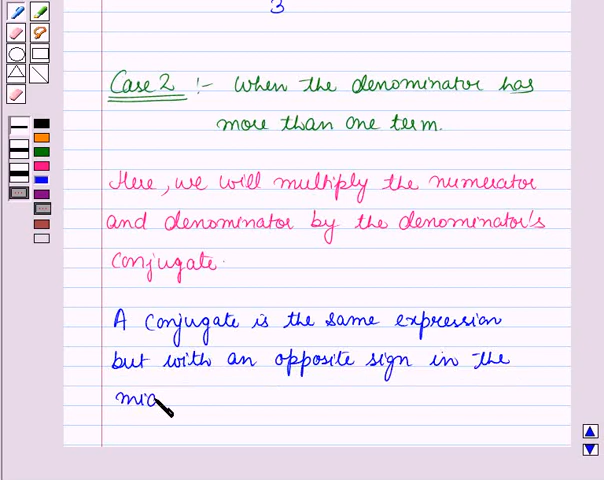 3
Case 2 :- When the denominator has
more than one term.
Here, we will multiply the numerator
and denominator by the denominator's
conjugate.
A conjugate is the same expression
but with an opposite sign in the
mid